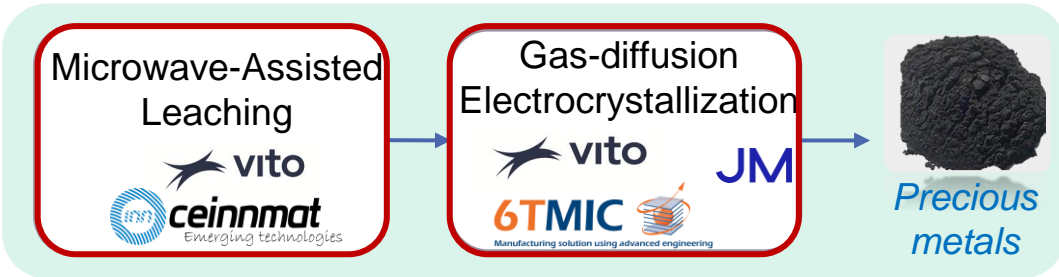 Microwave-Assisted
Leaching
vito
inn ceinnmat
Emerging technologies
Gas-diffusion
Electrocrystallization
vito
JM
6TMIC
Manufacturing solution using advanced engineering
Precious
metals